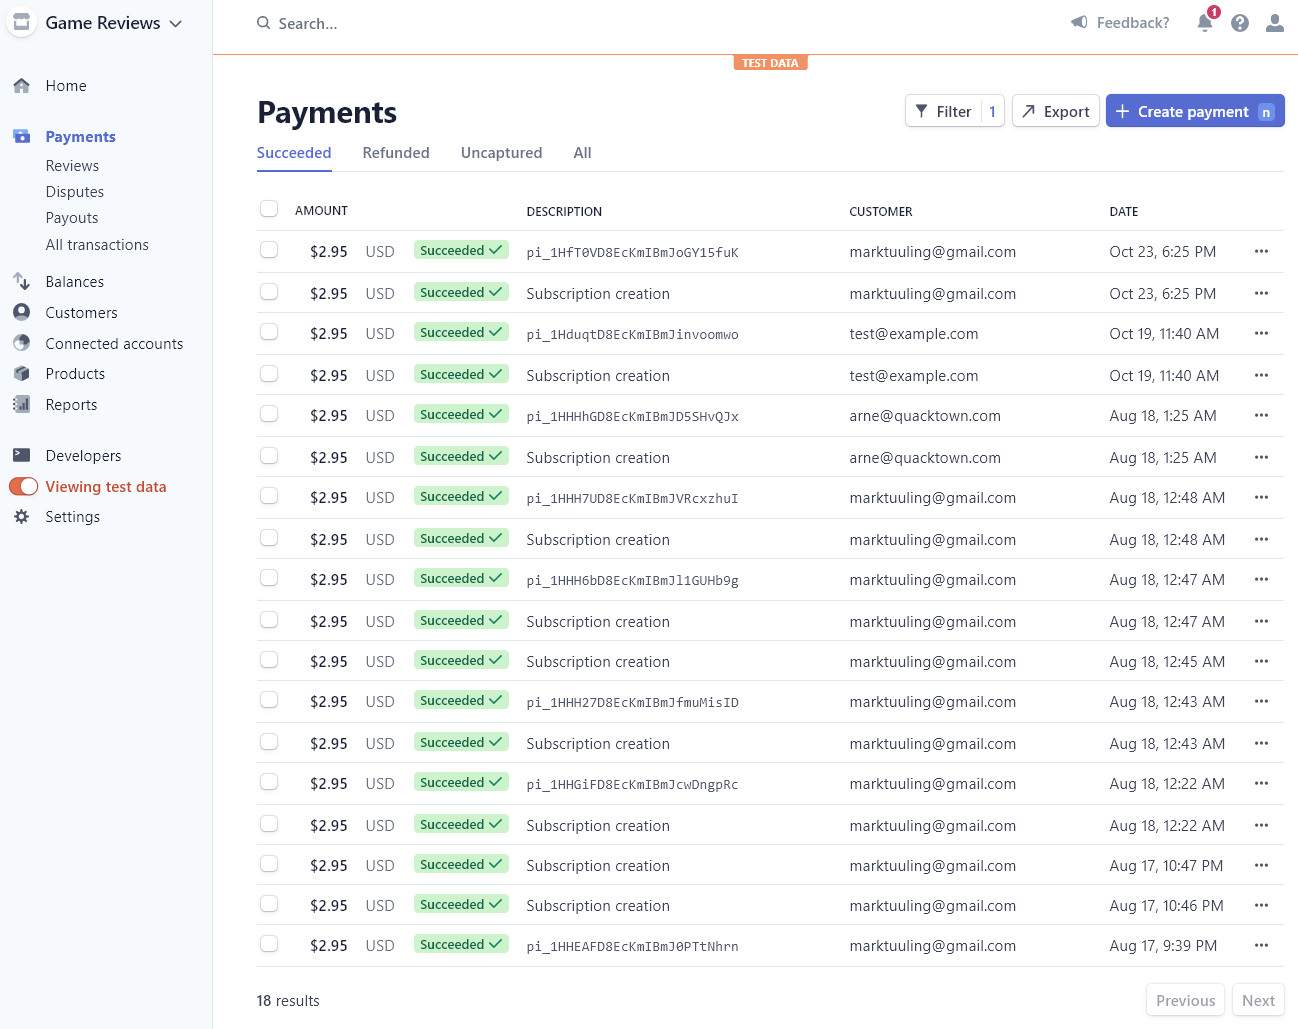 Game Reviews
Search...
Feedback?
1
TEST DATA
Home
Payments
Reviews
Disputes
Payouts
All transactions
Balances
Customers
Connected accounts
Products
Reports
Developers
Viewing test data
Settings
Payments
Filter 1
Export
Create payment n
Succeeded Refunded Uncaptured All
AMOUNT DESCRIPTION CUSTOMER DATE
$2.95 USD Succeeded pi_1HfT0VD8EcKmIBmJoGY15fuK marktuuling@gmail.com Oct 23, 6:25 PM
$2.95 USD Succeeded Subscription creation marktuuling@gmail.com Oct 23, 6:25 PM
$2.95 USD Succeeded pi_1HduqtD8EcKmIBmJinvoomwo test@example.com Oct 19, 11:40 AM
$2.95 USD Succeeded Subscription creation test@example.com Oct 19, 11:40 AM
$2.95 USD Succeeded pi_1HHHhGD8EcKmIBmJD5SHvQJx arne@quacktown.com Aug 18, 1:25 AM
$2.95 USD Succeeded Subscription creation arne@quacktown.com Aug 18, 1:25 AM
$2.95 USD Succeeded pi_1HHH7UD8EcKmIBmJVRcxzhuI marktuuling@gmail.com Aug 18, 12:48 AM
$2.95 USD Succeeded Subscription creation marktuuling@gmail.com Aug 18, 12:48 AM
$2.95 USD Succeeded pi_1HHH6bD8EcKmIBmJl1GUHb9g marktuuling@gmail.com Aug 18, 12:47 AM
$2.95 USD Succeeded Subscription creation marktuuling@gmail.com Aug 18, 12:47 AM
$2.95 USD Succeeded Subscription creation marktuuling@gmail.com Aug 18, 12:45 AM
$2.95 USD Succeeded pi_1HHH27D8EcKmIBmJfmuMisID marktuuling@gmail.com Aug 18, 12:43 AM
$2.95 USD Succeeded Subscription creation marktuuling@gmail.com Aug 18, 12:43 AM
$2.95 USD Succeeded pi_1HHGiFD8EcKmIBmJcwDngpRc marktuuling@gmail.com Aug 18, 12:22 AM
$2.95 USD Succeeded Subscription creation marktuuling@gmail.com Aug 18, 12:22 AM
$2.95 USD Succeeded Subscription creation marktuuling@gmail.com Aug 17, 10:47 PM
$2.95 USD Succeeded Subscription creation marktuuling@gmail.com Aug 17, 10:46 PM
$2.95 USD Succeeded pi_1HHEAFD8EcKmIBmJ0PTtNhrn marktuuling@gmail.com Aug 17, 9:39 PM
18 results
Previous Next